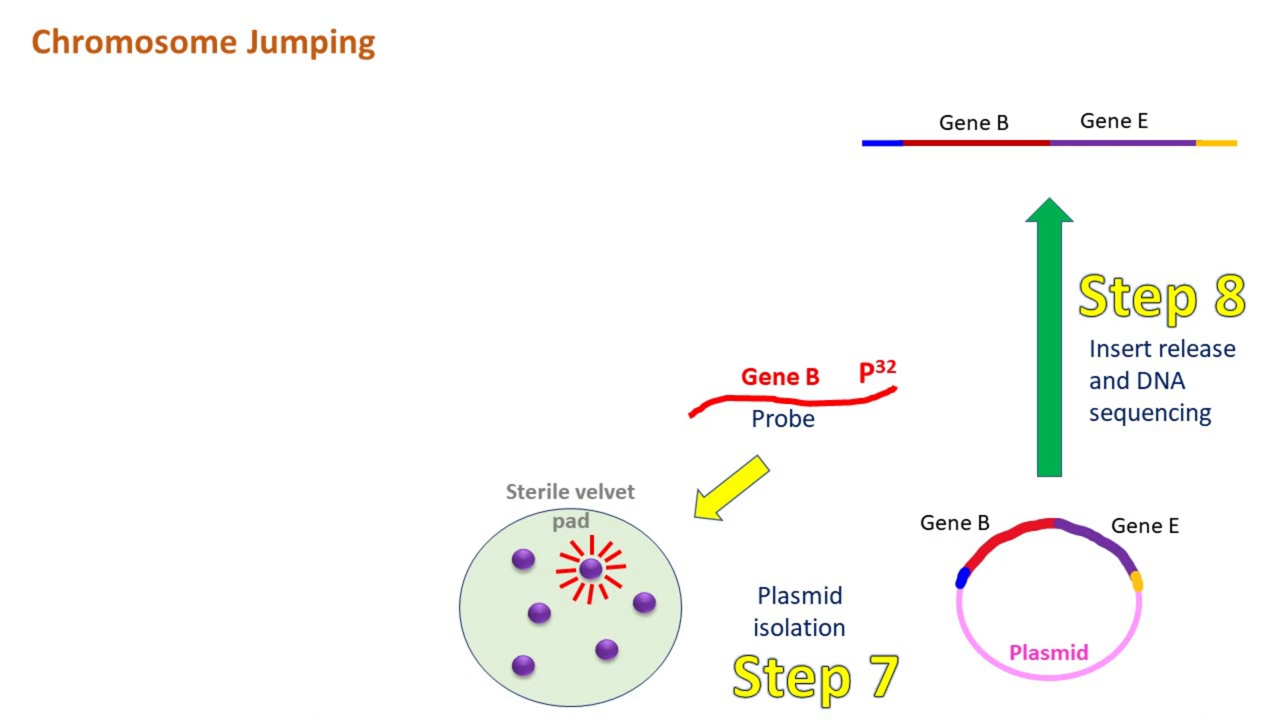 Chromosome Jumping
Gene B
Gene E
Step 8
Insert release
and DNA
sequencing
Gene B
P³²
Probe
Sterile velvet
pad
Gene B
Gene E
Plasmid
isolation
Plasmid
Step 7